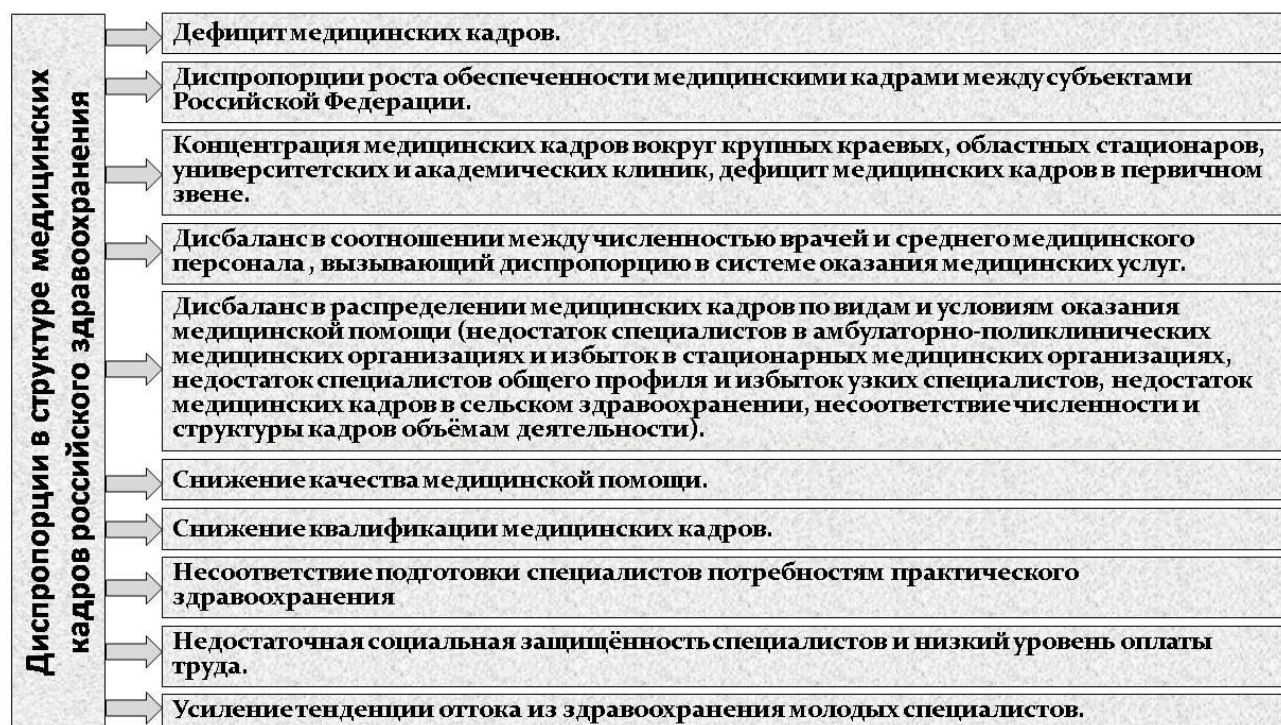 Диспропорции в структуре медицинских
кадров российского здравоохранения
Дефицит медицинских кадров.
Диспропорции роста обеспеченности медицинскими кадрами между субъектами
Российской Федерации.
Концентрация медицинских кадров вокруг крупных краевых, областных стационаров,
университетских и академических клиник, дефицит медицинских кадров в первичном
звене.
Дисбаланс в соотношении между численностью врачей и среднего медицинского
персонала , вызывающий диспропорцию в системе оказания медицинских услуг.
Дисбаланс в распределении медицинских кадров по видам и условиям оказания
медицинской помощи (недостаток специалистов в амбулаторно-поликлинических
медицинских организациях и избыток в стационарных медицинских организациях,
недостаток специалистов общего профиля и избыток узких специалистов, недостаток
медицинских кадров в сельском здравоохранении, несоответствие численности и
структуры кадров объёмам деятельности).
Снижение качества медицинской помощи.
Снижение квалификации медицинских кадров.
Несоответствие подготовки специалистов потребностям практического
здравоохранения
Недостаточная социальная защищённость специалистов и низкий уровень оплаты
труда.
Усиление тенденции оттока из здравоохранения молодых специалистов.